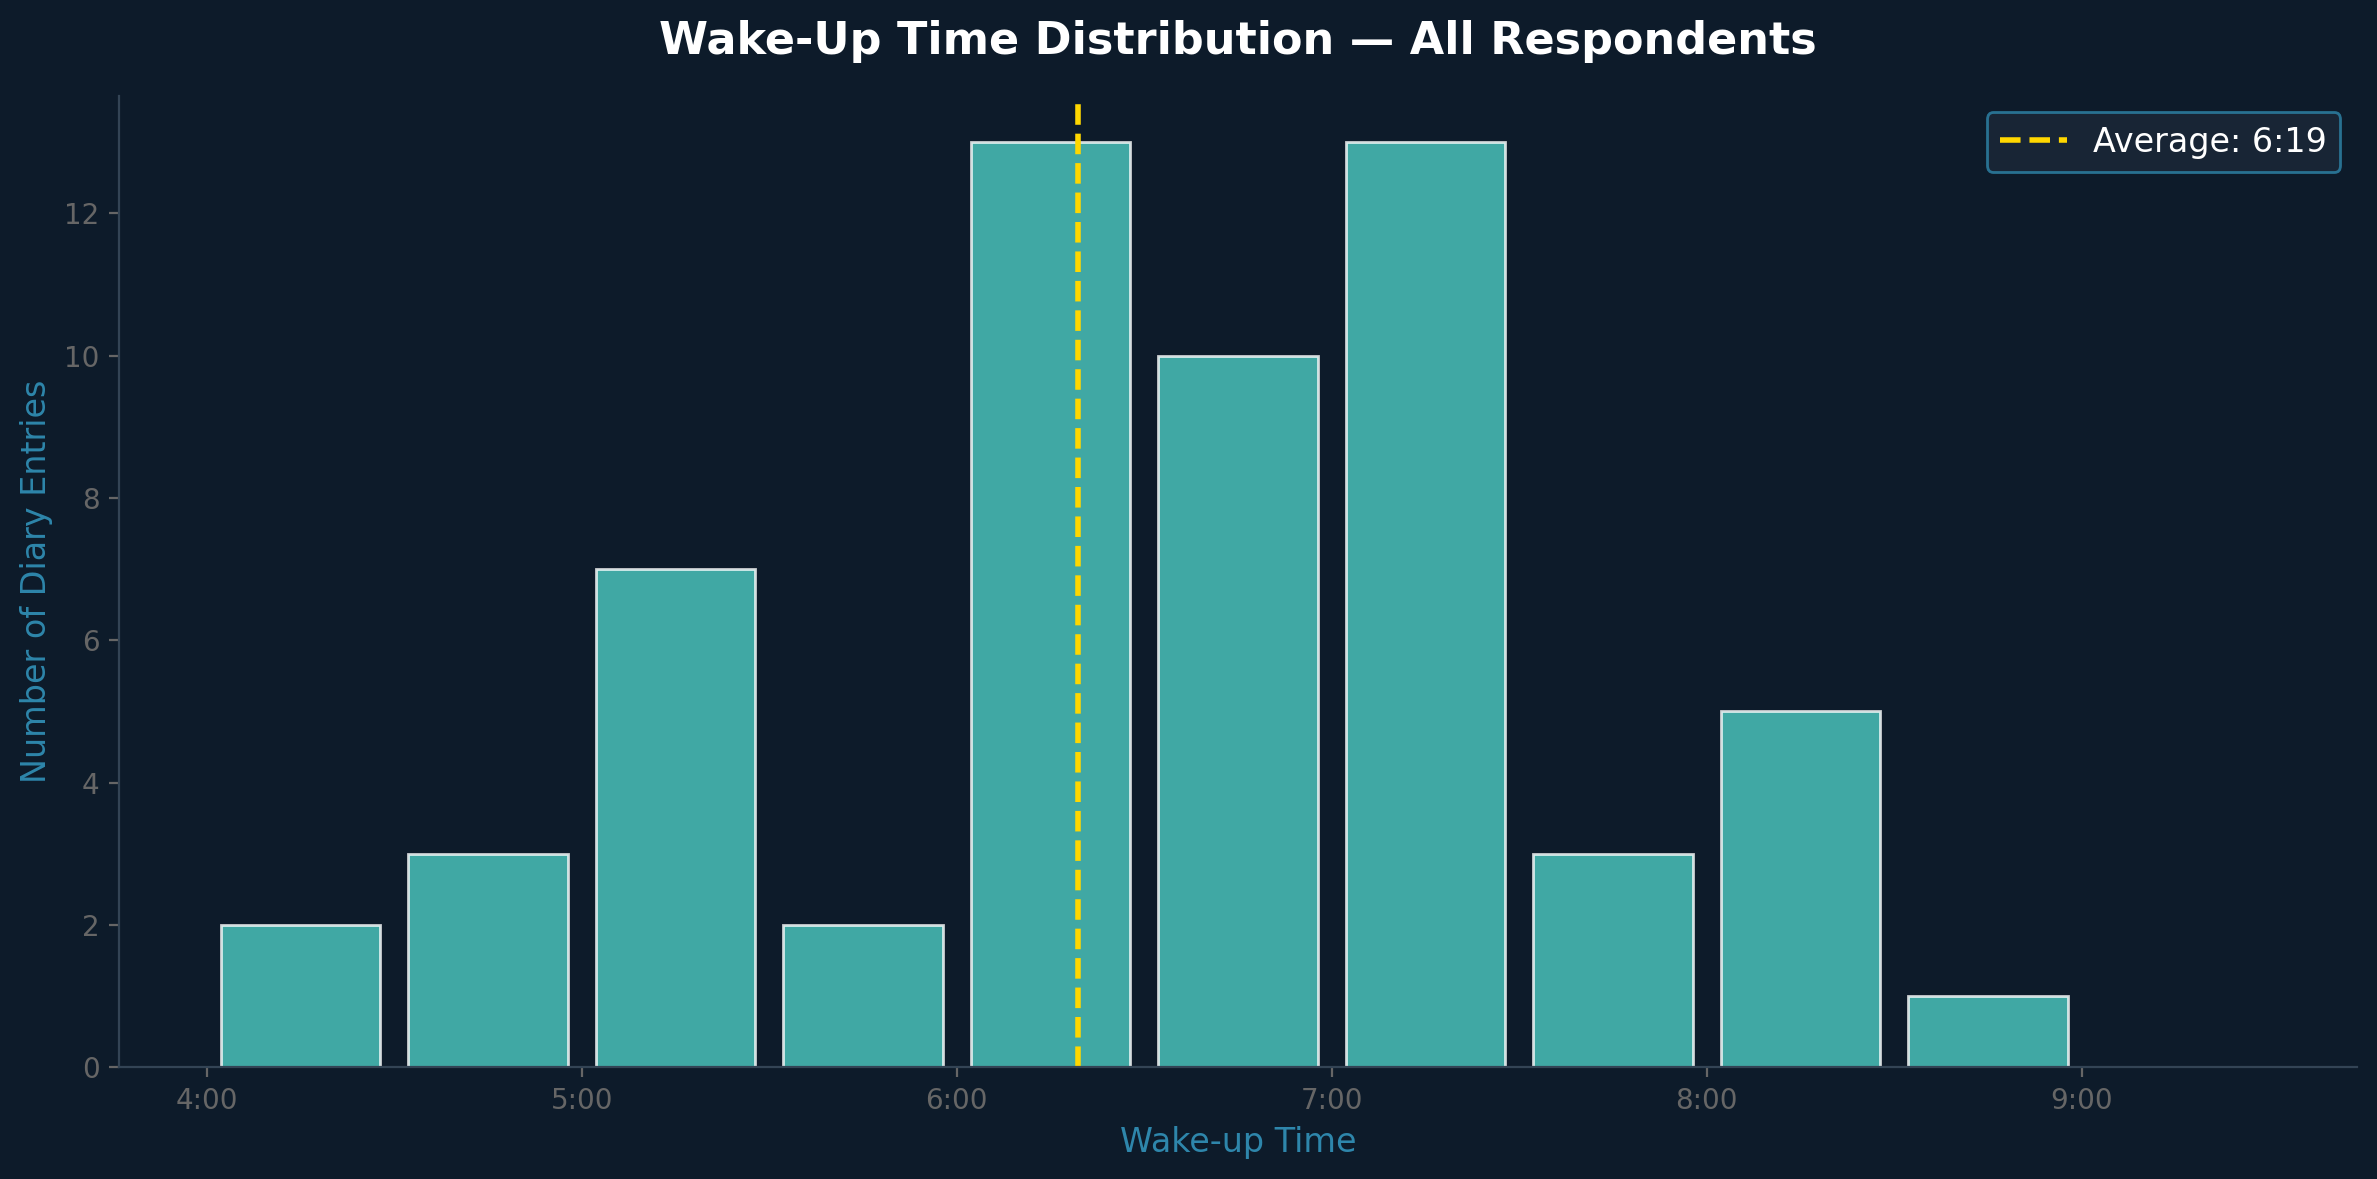 Wake-Up Time Distribution — All Respondents
Average: 6:19
Number of Diary Entries
12
10
8
6
4
2
0
4:00 5:00 6:00 7:00 8:00 9:00
Wake-up Time